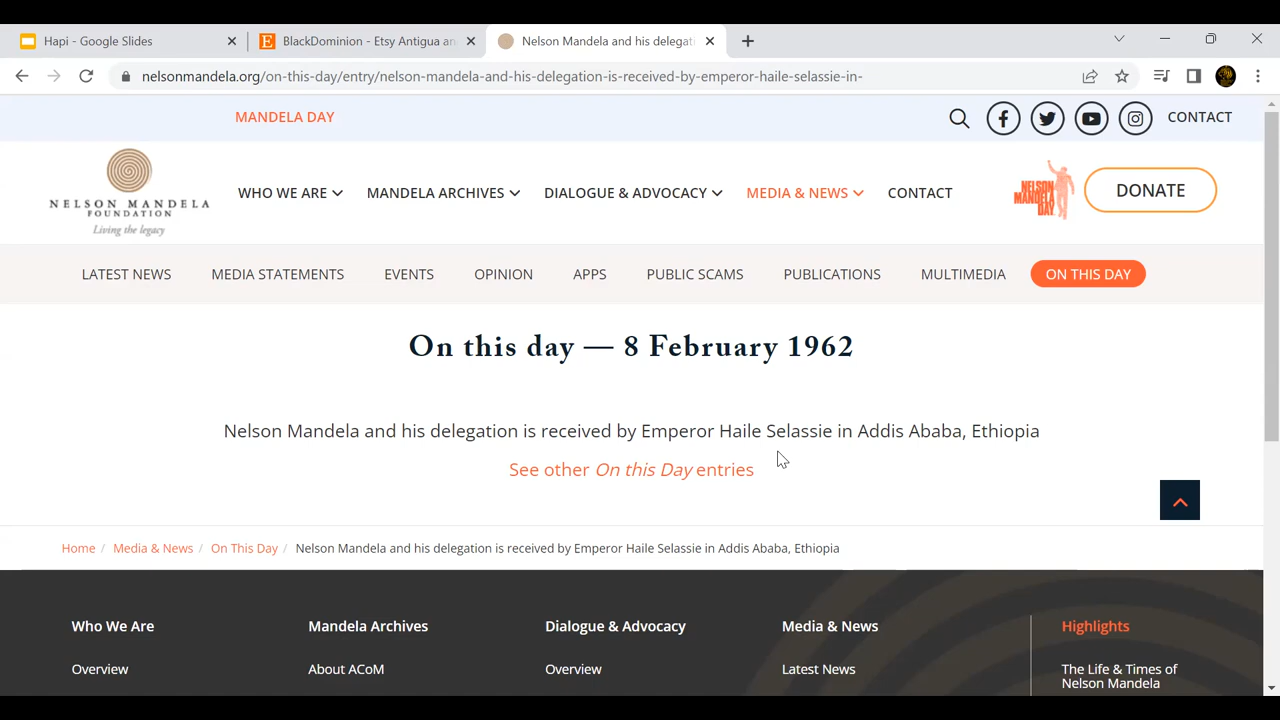 Hapi - Google Slides
BlackDominion - Etsy Antigua an
Nelson Mandela and his delegati
nelsonmandela.org/on-this-day/entry/nelson-mandela-and-his-delegation-is-received-by-emperor-haile-selassie-in-
MANDELA DAY
CONTACT
NELSON MANDELA
FOUNDATION
Living the legacy
WHO WE ARE
MANDELA ARCHIVES
DIALOGUE & ADVOCACY
MEDIA & NEWS
CONTACT
NELSON
MANDELA
DAY
DONATE
LATEST NEWS
MEDIA STATEMENTS
EVENTS
OPINION
APPS
PUBLIC SCAMS
PUBLICATIONS
MULTIMEDIA
ON THIS DAY
On this day — 8 February 1962
Nelson Mandela and his delegation is received by Emperor Haile Selassie in Addis Ababa, Ethiopia
See other On this Day entries
Home / Media & News / On This Day / Nelson Mandela and his delegation is received by Emperor Haile Selassie in Addis Ababa, Ethiopia
Who We Are
Mandela Archives
Dialogue & Advocacy
Media & News
Highlights
Overview
About ACoM
Overview
Latest News
The Life & Times of
Nelson Mandela